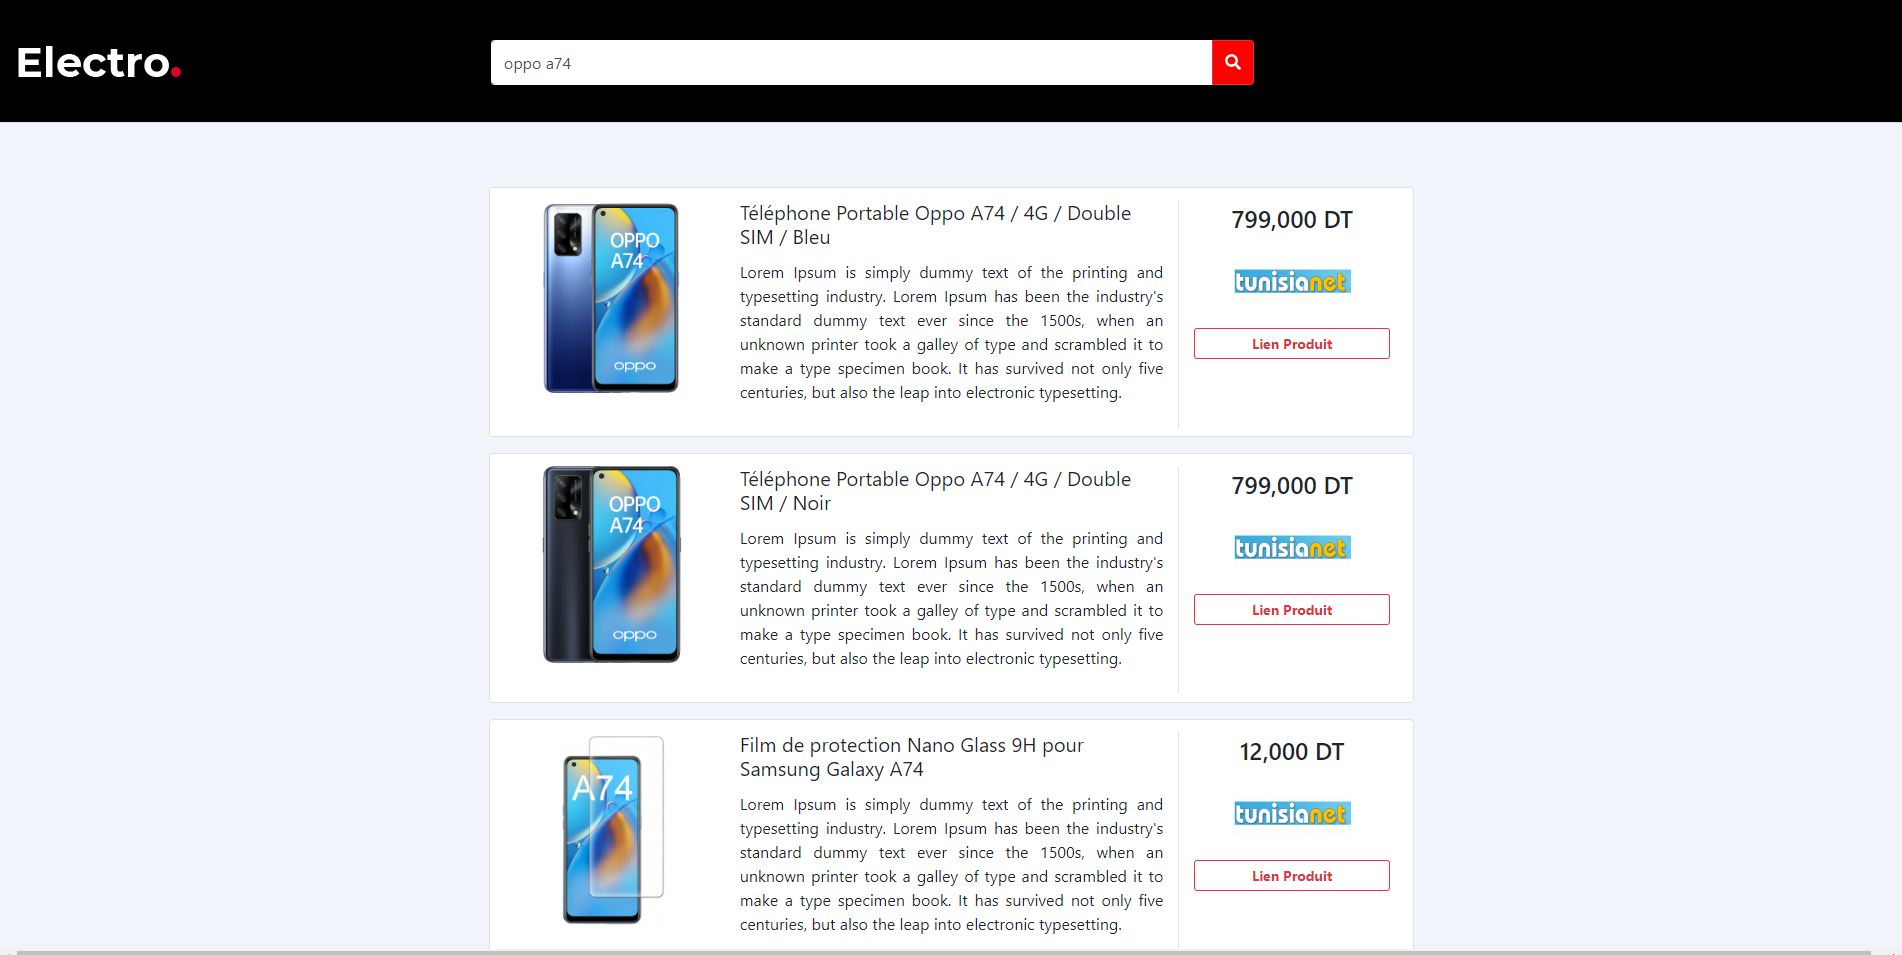 Electro.
oppo a74
OPPO
A74
oppo
Téléphone Portable Oppo A74 / 4G / Double
SIM / Bleu
Lorem Ipsum is simply dummy text of the printing and
typesetting industry. Lorem Ipsum has been the industry's
standard dummy text ever since the 1500s, when an
unknown printer took a galley of type and scrambled it to
make a type specimen book. It has survived not only five
centuries, but also the leap into electronic typesetting.
799,000 DT
tunisianet
Lien Produit
OPPO
A74
oppo
Téléphone Portable Oppo A74 / 4G / Double
SIM / Noir
Lorem Ipsum is simply dummy text of the printing and
typesetting industry. Lorem Ipsum has been the industry's
standard dummy text ever since the 1500s, when an
unknown printer took a galley of type and scrambled it to
make a type specimen book. It has survived not only five
centuries, but also the leap into electronic typesetting.
799,000 DT
tunisianet
Lien Produit
A74
Film de protection Nano Glass 9H pour
Samsung Galaxy A74
Lorem Ipsum is simply dummy text of the printing and
typesetting industry. Lorem Ipsum has been the industry's
standard dummy text ever since the 1500s, when an
unknown printer took a galley of type and scrambled it to
make a type specimen book. It has survived not only five
centuries, but also the leap into electronic typesetting.
12,000 DT
tunisianet
Lien Produit